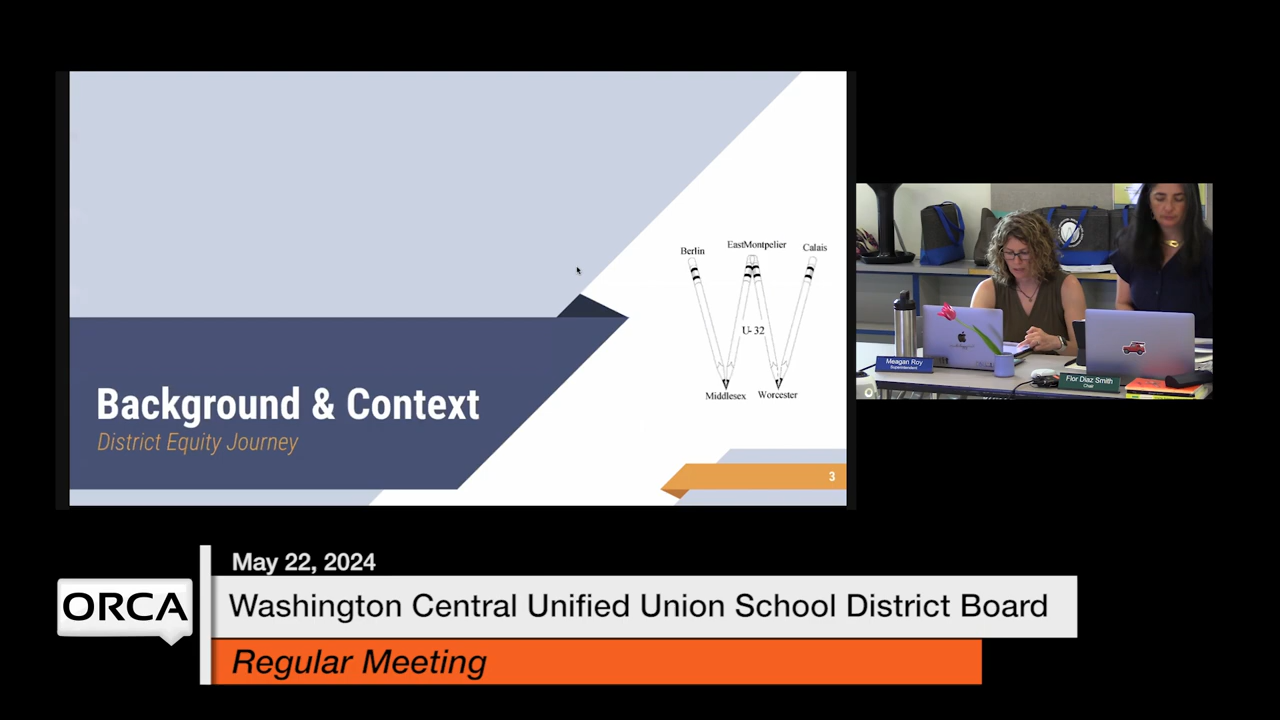 Berlin
EastMontpelier
Calais
U-32
Middlesex
Worcester
Background & Context
District Equity Journey
3
Meagan Roy
Superintendent
Flor Diaz Smith
Chair
May 22, 2024
ORCA
Washington Central Unified Union School District Board
Regular Meeting